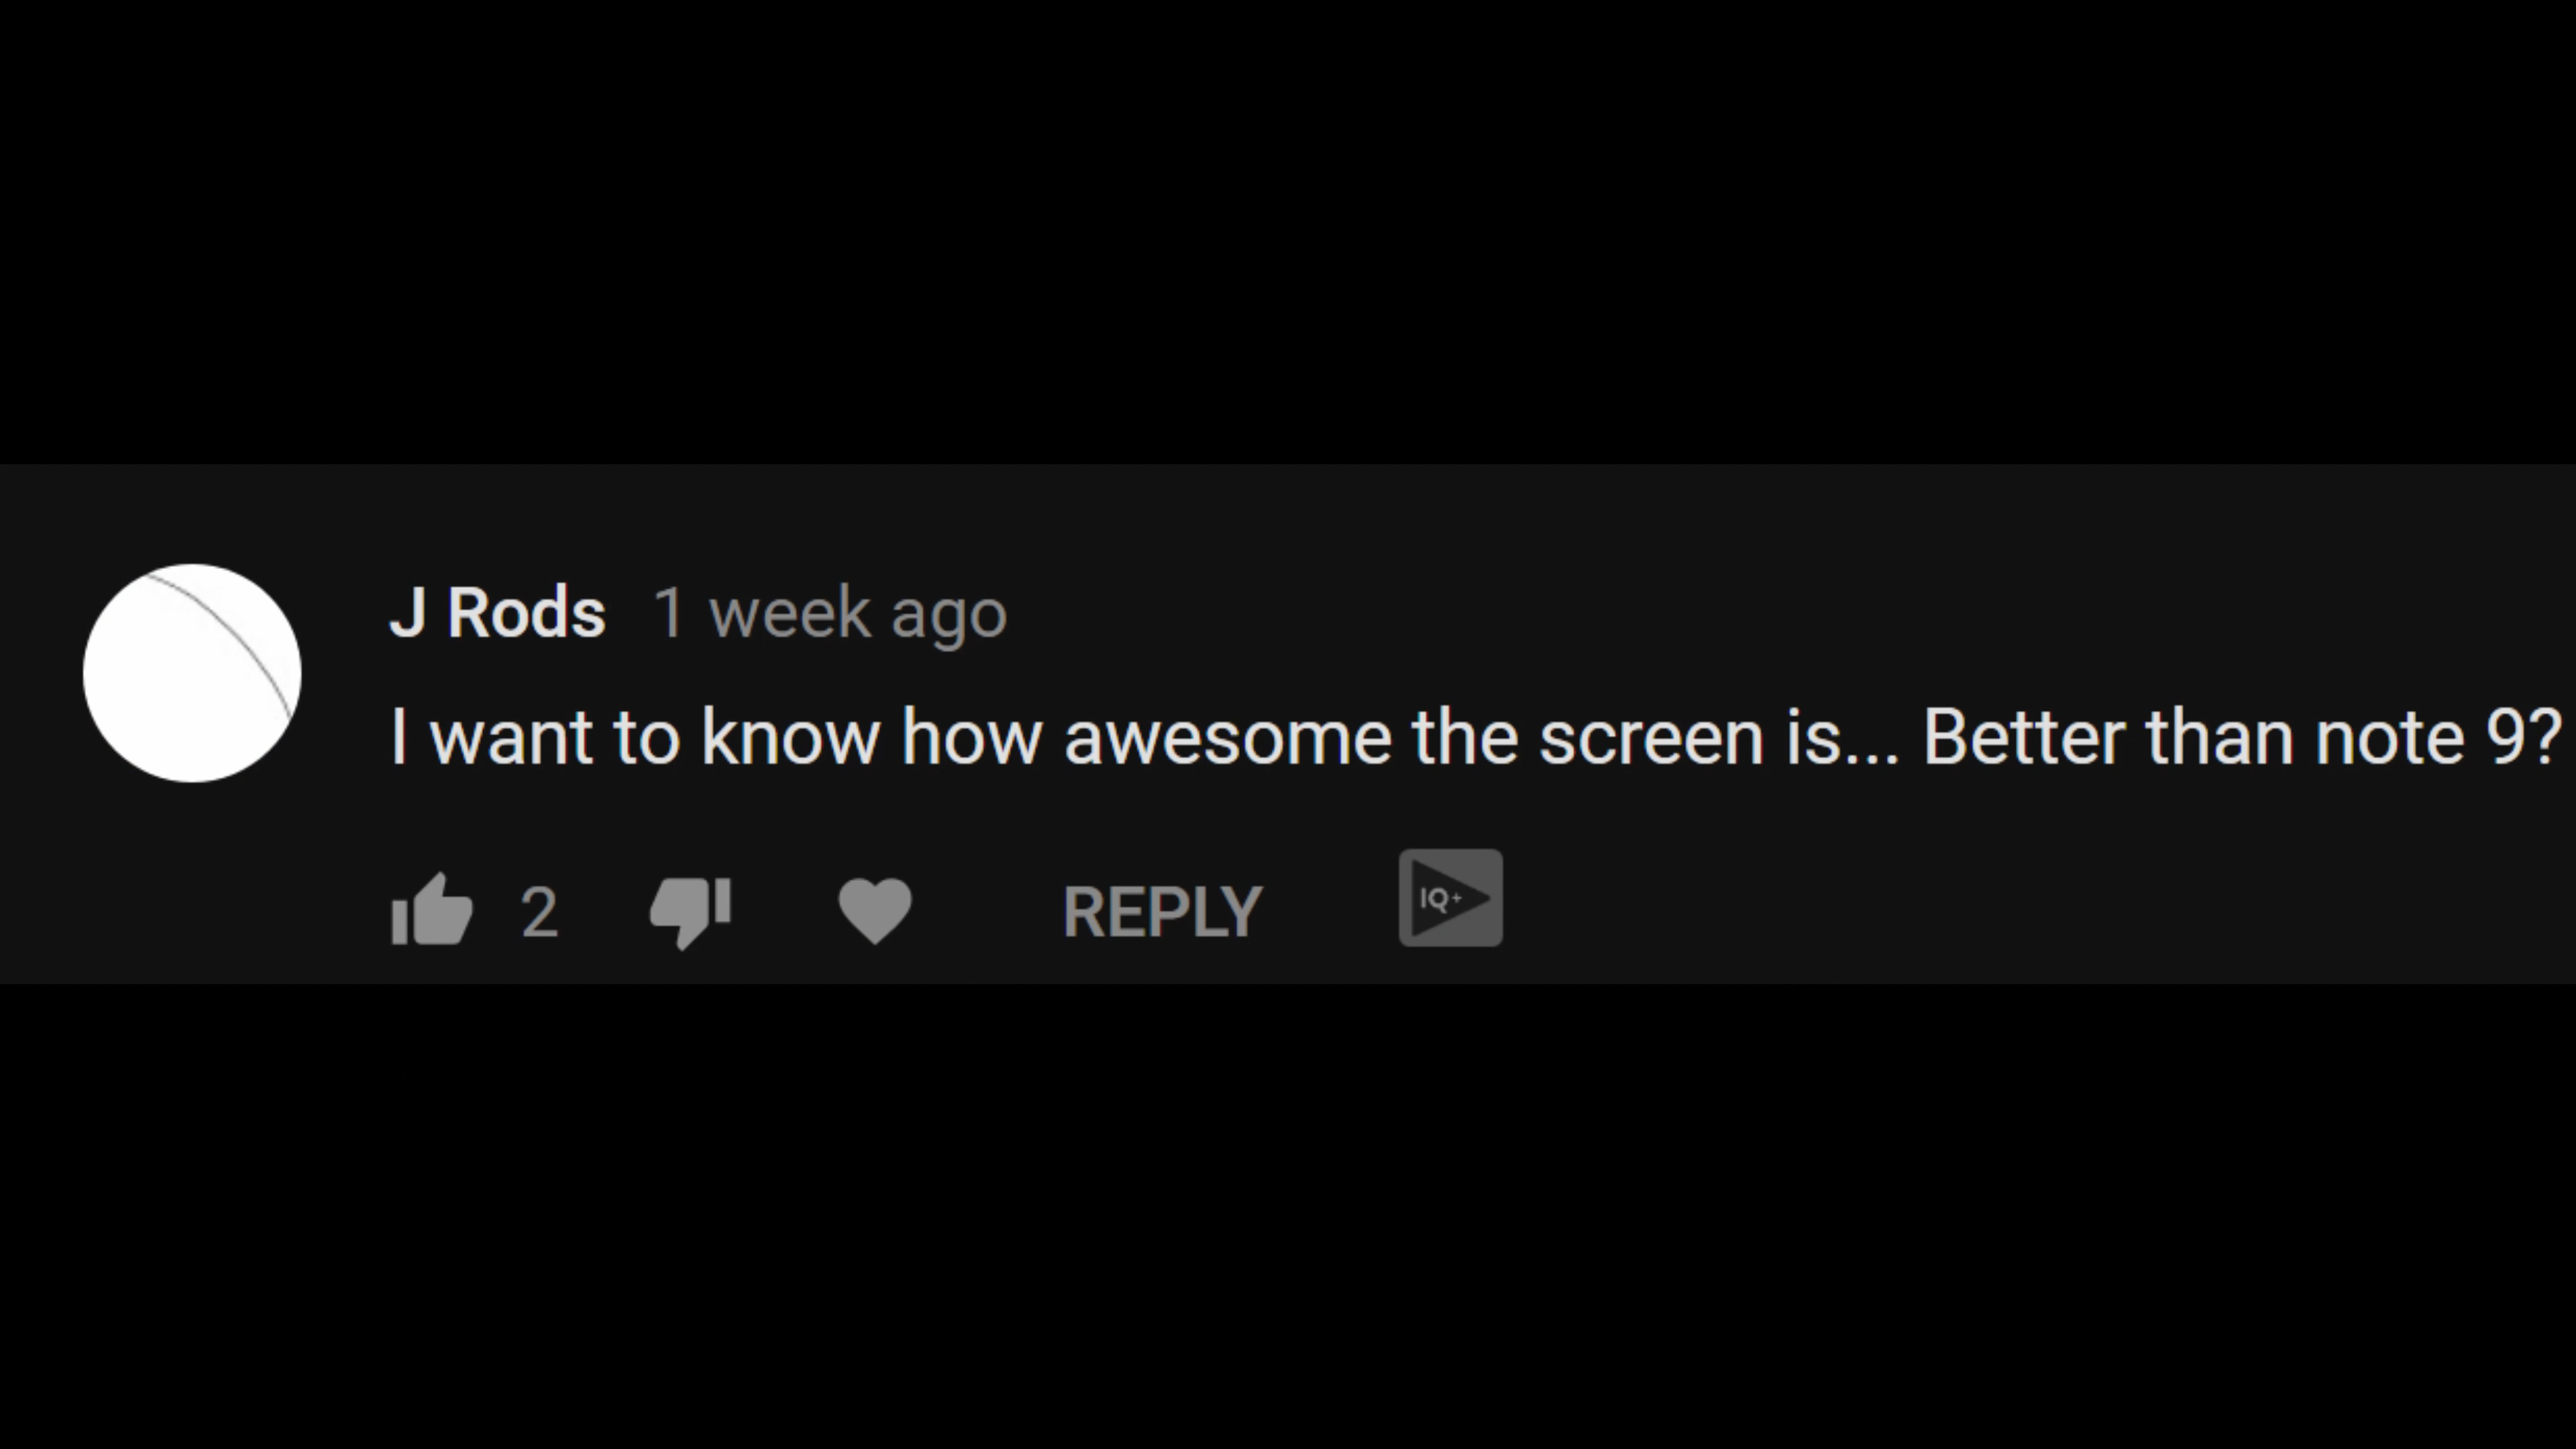 J Rods 1 week ago
I want to know how awesome the screen is... Better than note 9?
2 REPLY IQ+